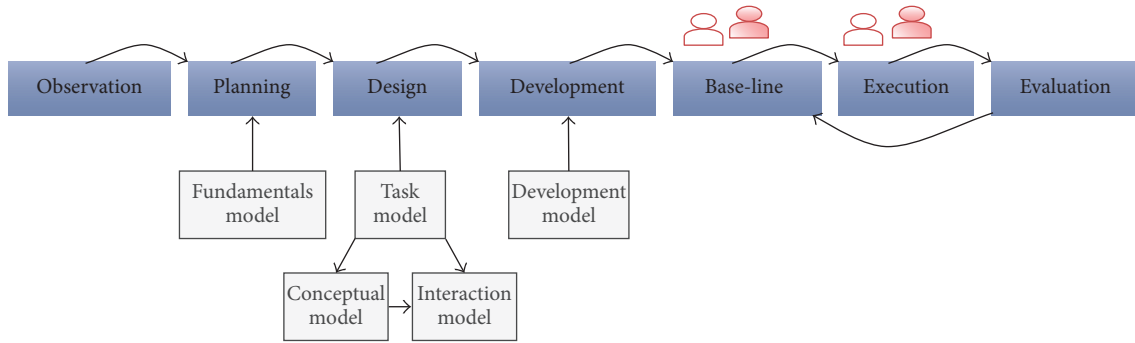 Observation
Planning
Design
Development
Base-line
Execution
Evaluation
Fundamentals
model
Task
model
Development
model
Conceptual
model
Interaction
model